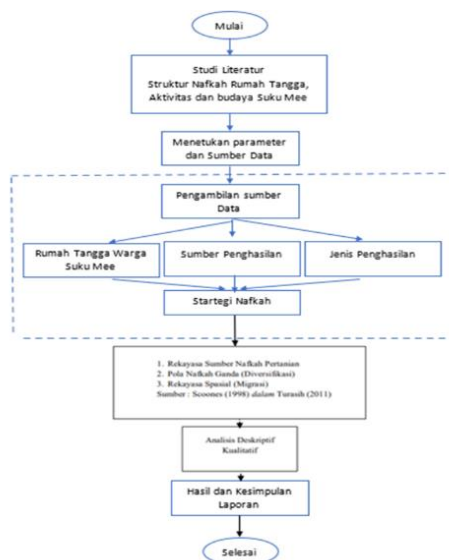 Mulai
Studi Literatur
Struktur Nafkah Rumah Tangga,
Aktivitas dan budaya Suku Mee
Menetukan parameter
dan Sumber Data
Pengambilan sumber
Data
Rumah Tangga Warga
Suku Mee
Sumber Penghasilan
Jenis Penghasilan
Startegi Nafkah
1. Rekayasa Sumber Nafkah Pertanian
2. Pola Nafkah Ganda (Diversifikasi)
3. Rekayasa Spasial (Migrasi)
Sumber : Scoones (1998) dalam Turasih (2011)
Analisis Deskriptif
Kualitatif
Hasil dan Kesimpulan
Laporan
Selesai